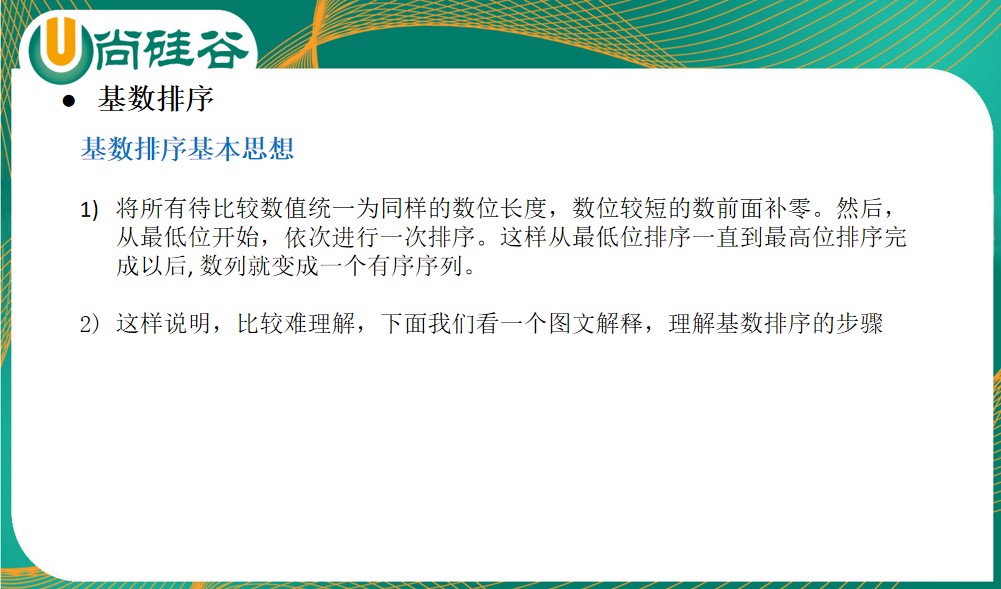 U尚硅谷
● 基数排序
基数排序基本思想
1) 将所有待比较数值统一为同样的数位长度，数位较短的数前面补零。然后，
从最低位开始，依次进行一次排序。这样从最低位排序一直到最高位排序完
成以后, 数列就变成一个有序序列。
2) 这样说明，比较难理解，下面我们看一个图文解释，理解基数排序的步骤